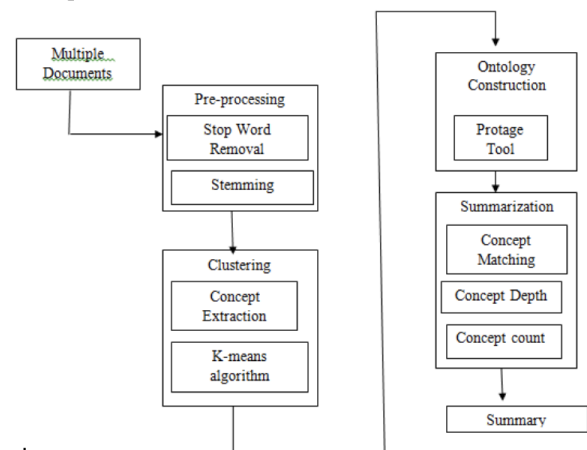 Multiple
Documents
Pre-processing
Stop Word
Removal
Stemming
Clustering
Concept
Extraction
K-means
algorithm
Ontology
Construction
Protage
Tool
Summarization
Concept
Matching
Concept Depth
Concept count
Summary